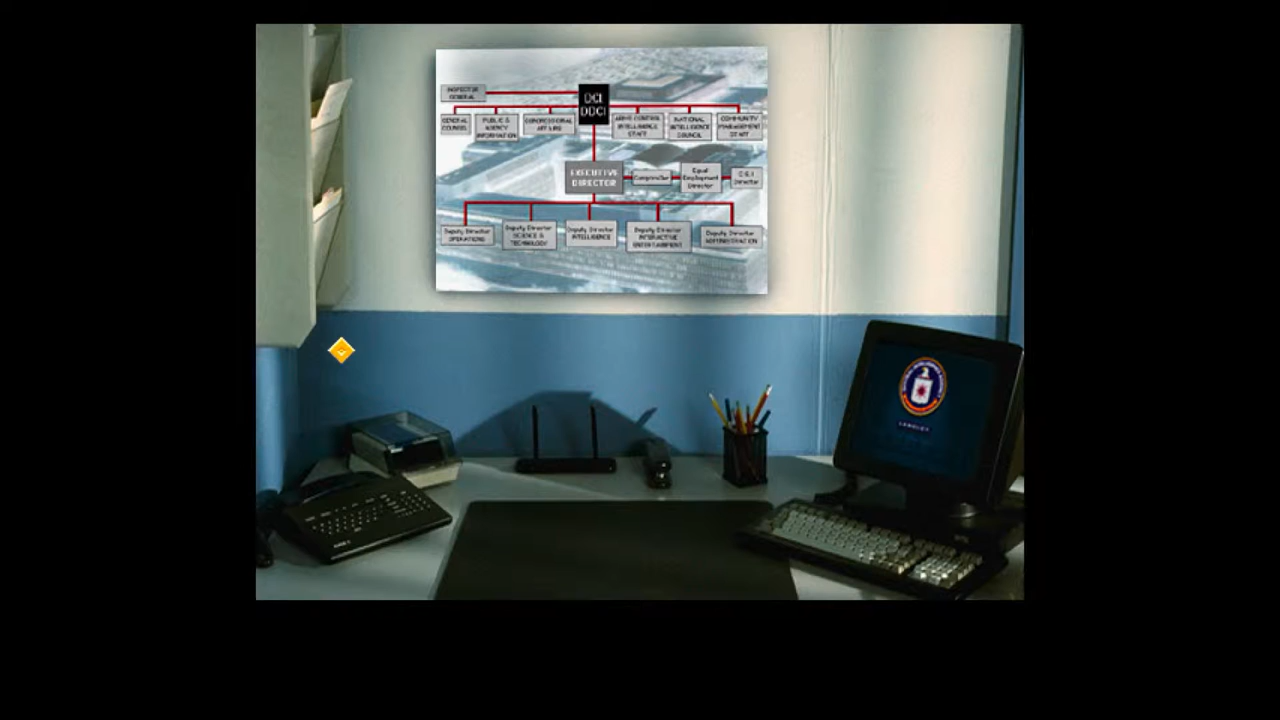 INSPECTOR
GENERAL
DCI
DDCI
GENERAL
COUNSEL
PUBLIC &
AGENCY
INFORMATION
CONGRESSIONAL
AFFAIRS
ARMS CONTROL
INTELLIGENCE
STAFF
NATIONAL
INTELLIGENCE
COUNCIL
COMMUNITY
MANAGEMENT
STAFF
EXECUTIVE
DIRECTOR
Comptroller
Equal
Employment
Director
C.S.I
Director
Deputy Director
OPERATIONS
Deputy Director
SCIENCE &
TECHNOLOGY
Deputy Director
INTELLIGENCE
Deputy Director
INTERACTIVE
ENTERTAINMENT
Deputy Director
ADMINISTRATION
LANGLEY